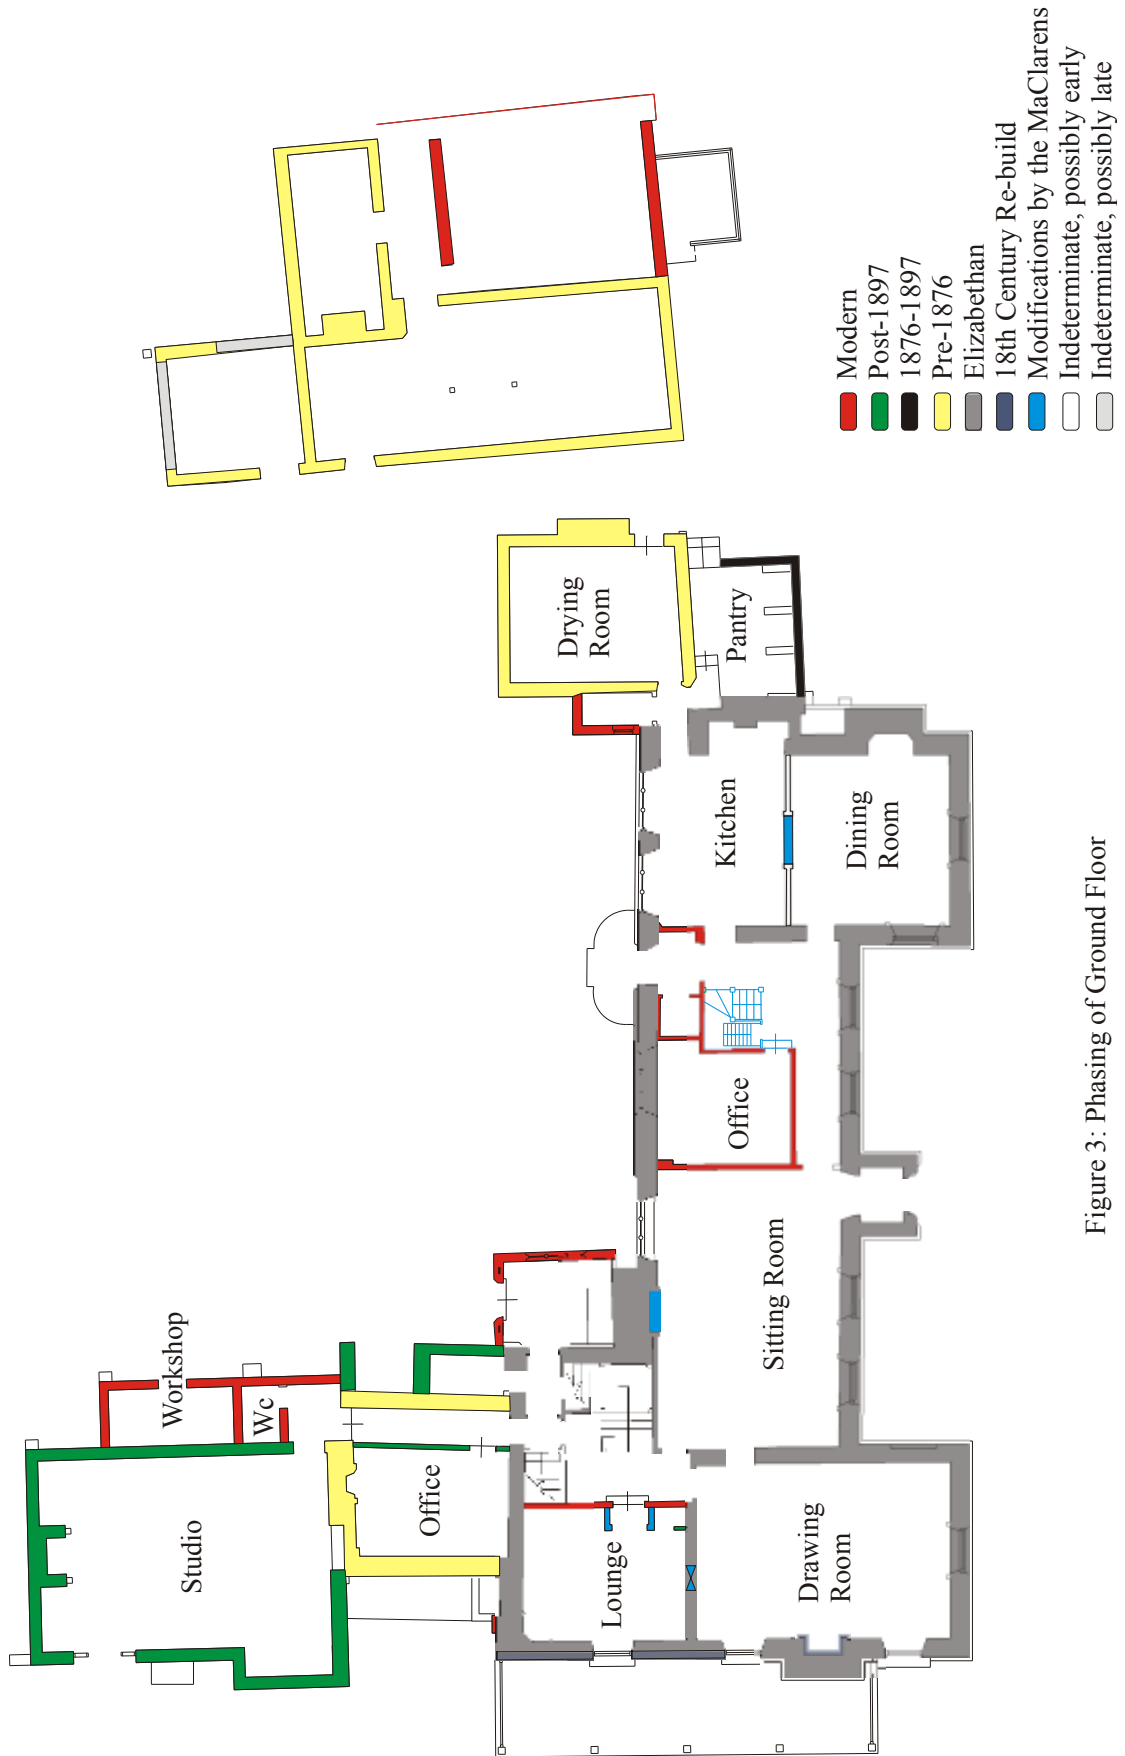 Workshop
Wc
Studio
Office
Lounge
Drawing
Room
Sitting Room
Office
Kitchen
Dining
Room
Pantry
Drying
Room
Modern
Post-1897
1876-1897
Pre-1876
Elizabethan
18th Century Re-build
Modifications by the MaClarens
Indeterminate, possibly early
Indeterminate, possibly late
Figure 3: Phasing of Ground Floor